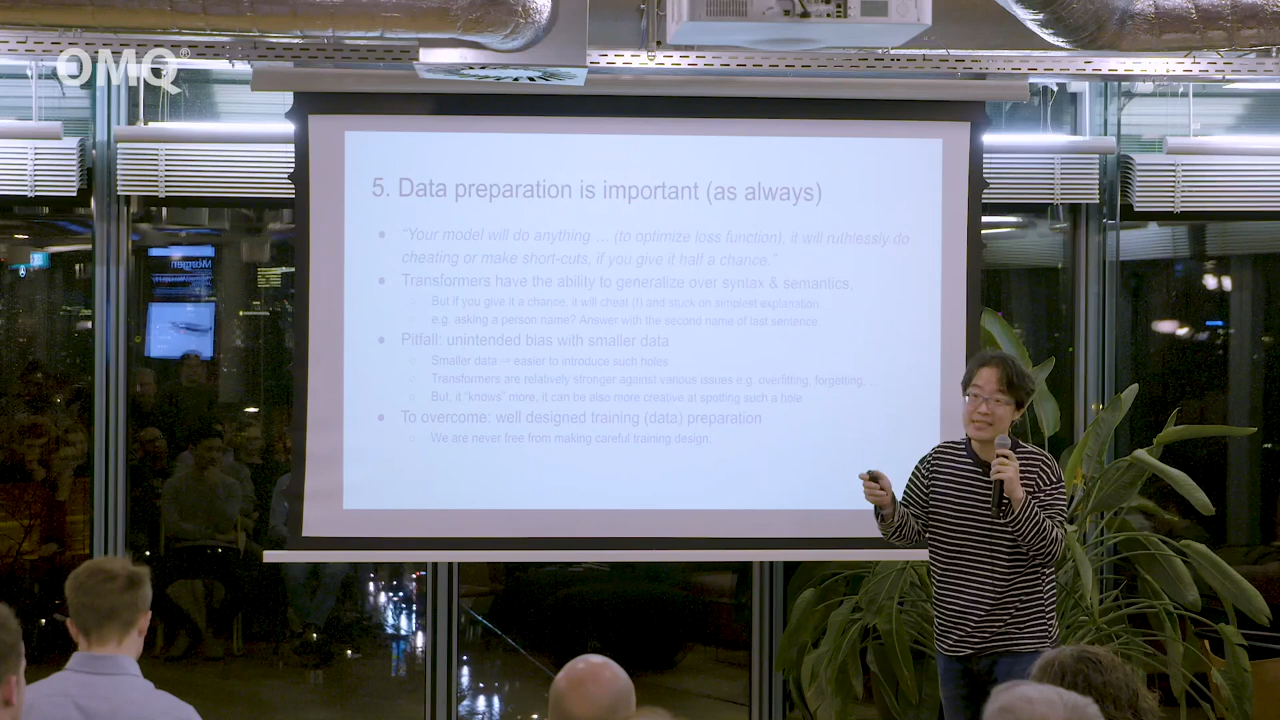 OMQ®
5. Data preparation is important (as always)
"Your model will do anything … (to optimize loss function), it will ruthlessly do
cheating or make short-cuts, if you give it half a chance."
Transformers have the ability to generalize over syntax & semantics.
But if you give it a chance, it will cheat (!) and stuck on simplest explanation.
e.g. asking a person name? Answer with the second name of last sentence.
Pitfall: unintended bias with smaller data
Smaller data → easier to introduce such holes
Transformers are relatively stronger against various issues e.g. overfitting, forgetting, …
But, it "knows" more, it can be also more creative at spotting such a hole
To overcome: well designed training (data) preparation
We are never free from making careful training design.